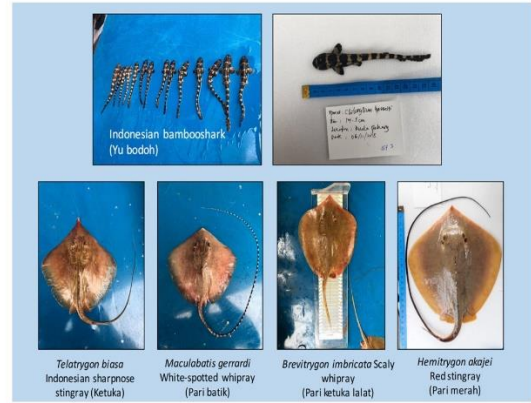 Indonesian bambooshark
(Yu bodoh)
Telatrygon biasa
Indonesian sharpnose
stingray (Ketuka)
Maculabatis gerrardi
White-spotted whipray
(Pari batik)
Brevitrygon imbricata Scaly
whipray
(Pari ketuka lalat)
Hemitrygon akajei
Red stingray
(Pari merah)